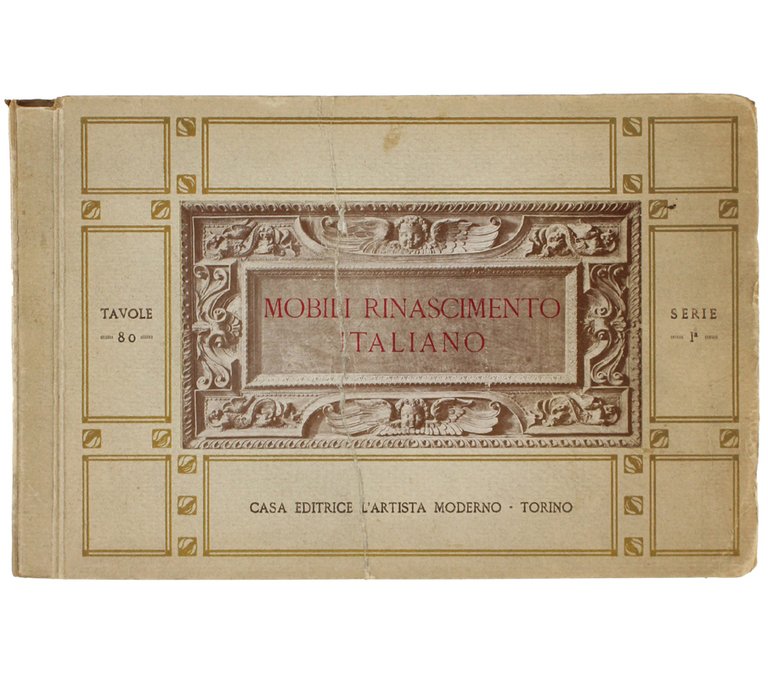 MOBILI RINASCIMENTO
ITALIANO
TAVOLE
80
SERIE
1ª
CASA EDITRICE L'ARTISTA MODERNO - TORINO